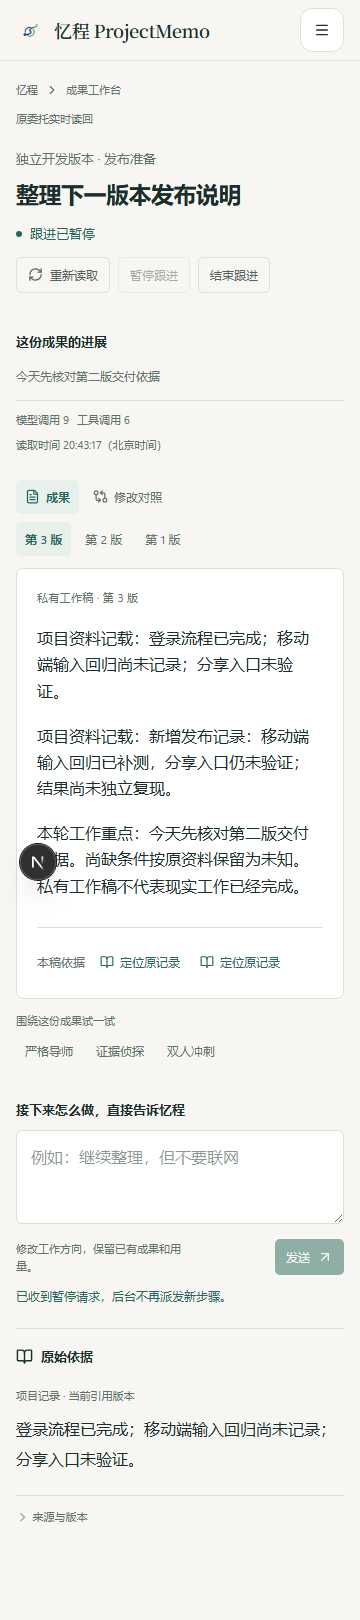 忆程 ProjectMemo
忆程 > 成果工作台
原委托实时读回
独立开发版本 · 发布准备
整理下一版本发布说明
跟进已暂停
重新读取 暂停跟进 结束跟进
这份成果的进展
今天先核对第二版交付依据
模型调用 9 工具调用 6
读取时间 20:43:17（北京时间）
成果 修改对照
第 3 版 第 2 版 第 1 版
私有工作稿 · 第 3 版
项目资料记载：登录流程已完成；移动
端输入回归尚未记录；分享入口未验
证。
项目资料记载：新增发布记录：移动端
输入回归已补测，分享入口仍未验证；
结果尚未独立复现。
本轮工作重点：今天先核对第二版交付
据。尚缺条件按原资料保留为未知。
私有工作稿不代表现实工作已经完成。
N
本稿依据 定位原记录 定位原记录
围绕这份成果试一试
严格导师 证据侦探 双人冲刺
接下来怎么做，直接告诉忆程
例如：继续整理，但不要联网
修改工作方向，保留已有成果和用
量。
发送
已收到暂停请求，后台不再派发新步骤。
原始依据
项目记录 · 当前引用版本
登录流程已完成；移动端输入回归尚未记录；
分享入口未验证。
来源与版本